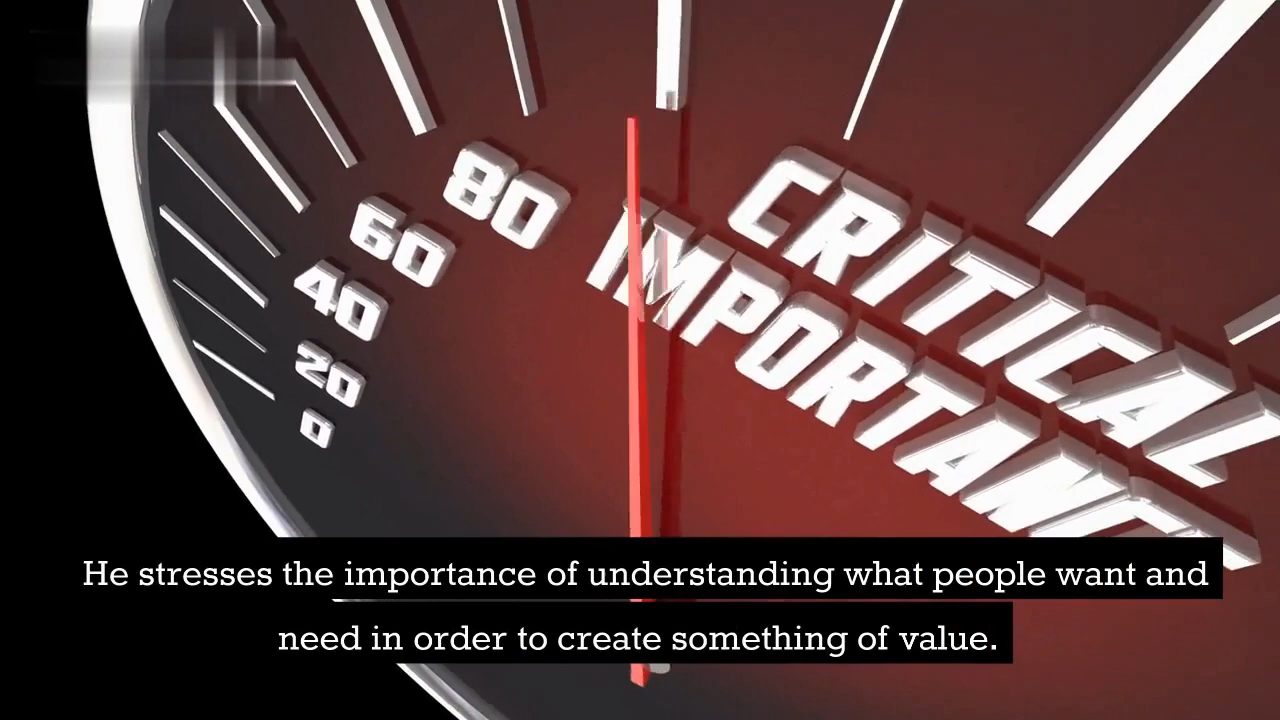 80
60
40
20
0
CRITICAL
IMPORTANC
He stresses the importance of understanding what people want and
need in order to create something of value.